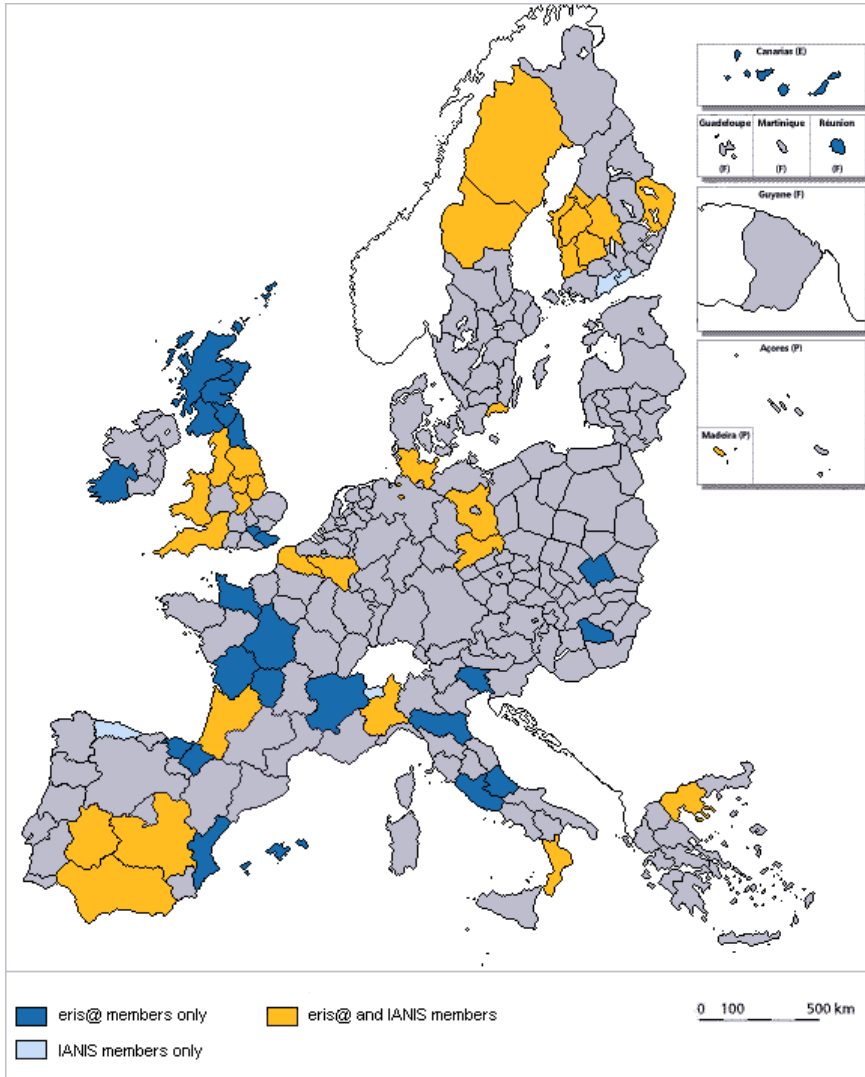 Canarias (E)
Guadeloupe Martinique Réunion
(F) (F) (F)
Guyane (F)
Açores (P)
Madeira (P)
eris@ members only eris@ and IANIS members 0 100 500 km
IANIS members only